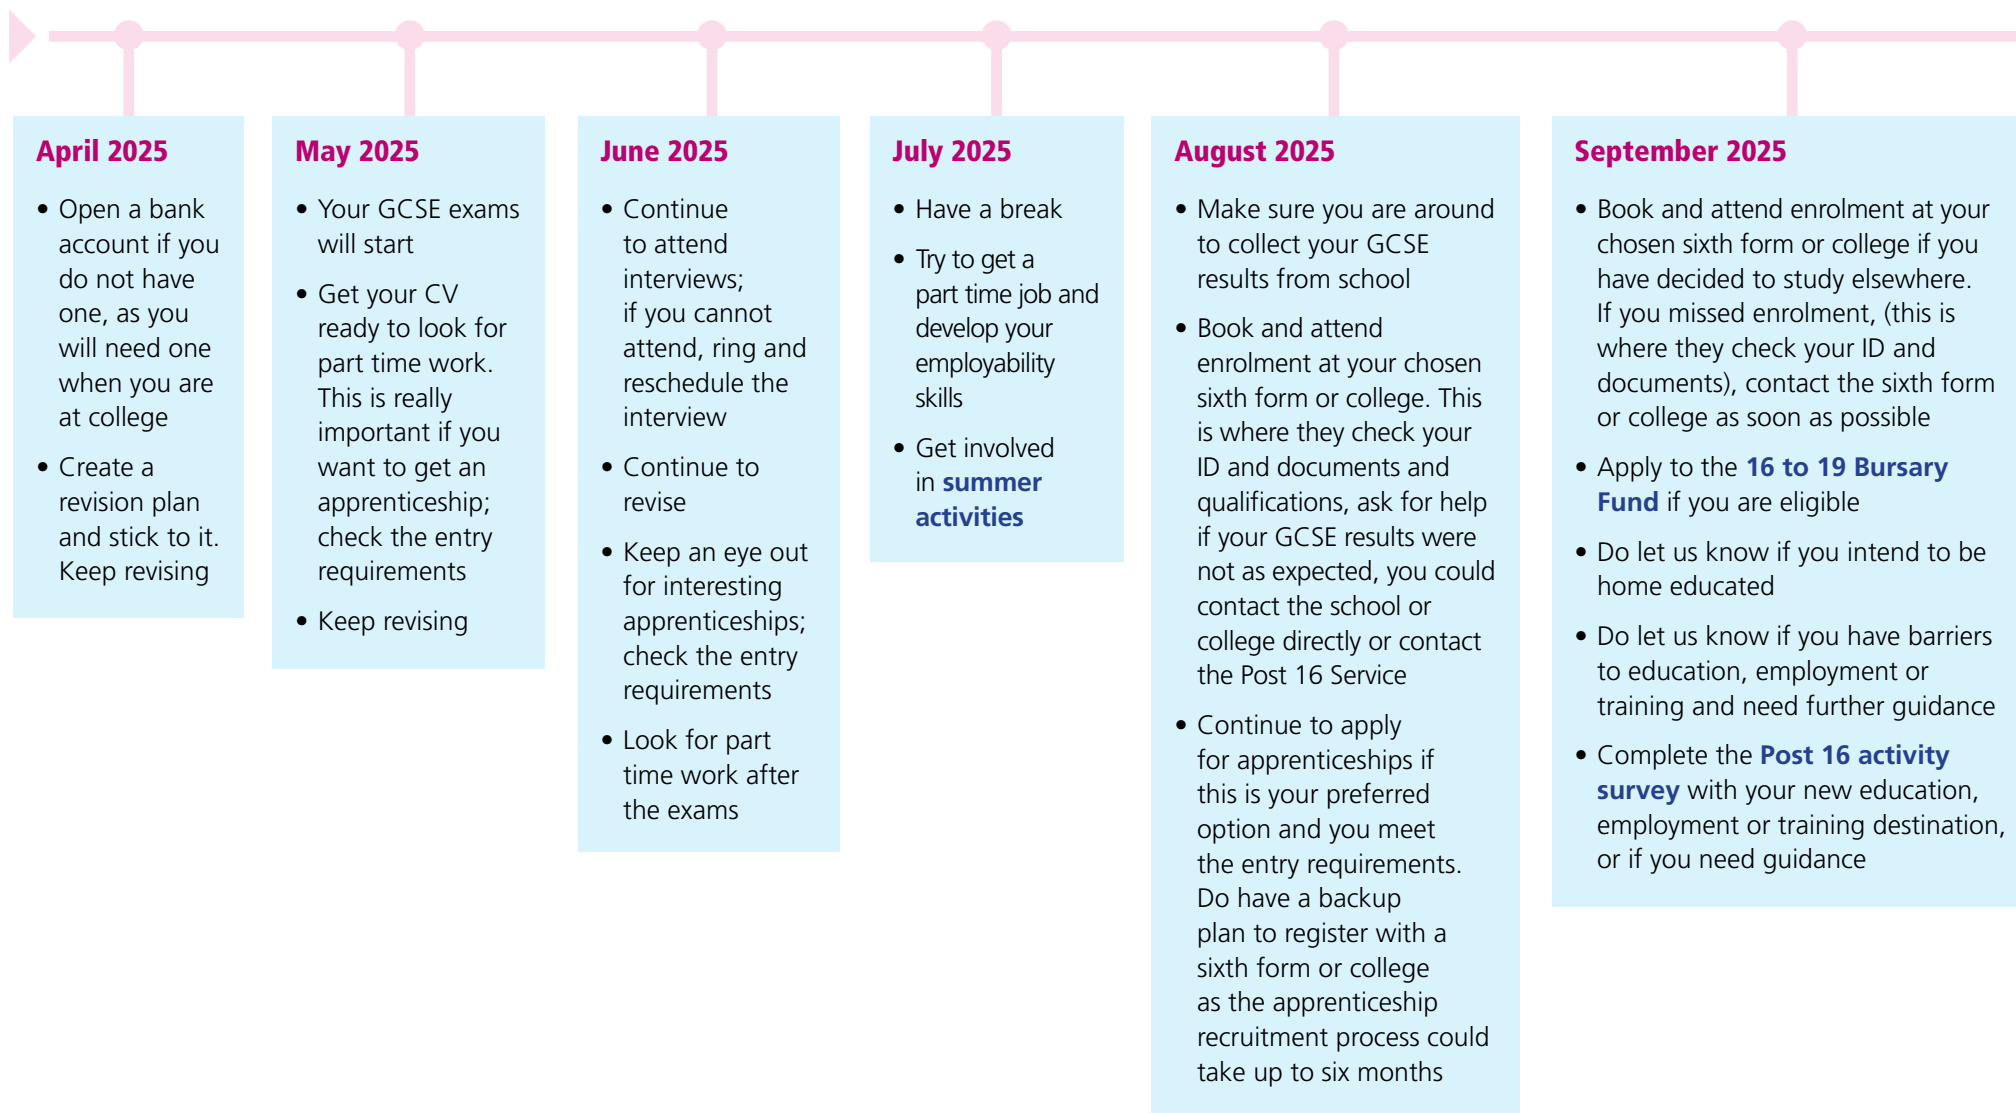 April 2025
• Open a bank
account if you
do not have
one, as you
will need one
when you are
at college
• Create a
revision plan
and stick to it.
Keep revising
May 2025
• Your GCSE exams
will start
• Get your CV
ready to look for
part time work.
This is really
important if you
want to get an
apprenticeship;
check the entry
requirements
• Keep revising
June 2025
• Continue
to attend
interviews;
if you cannot
attend, ring and
reschedule the
interview
• Continue to
revise
• Keep an eye out
for interesting
apprenticeships;
check the entry
requirements
• Look for part
time work after
the exams
July 2025
• Have a break
• Try to get a
part time job and
develop your
employability
skills
• Get involved
in summer
activities
August 2025
• Make sure you are around
to collect your GCSE
results from school
• Book and attend
enrolment at your chosen
sixth form or college. This
is where they check your
ID and documents and
qualifications, ask for help
if your GCSE results were
not as expected, you could
contact the school or
college directly or contact
the Post 16 Service
• Continue to apply
for apprenticeships if
this is your preferred
option and you meet
the entry requirements.
Do have a backup
plan to register with a
sixth form or college
as the apprenticeship
recruitment process could
take up to six months
September 2025
• Book and attend enrolment at your
chosen sixth form or college if you
have decided to study elsewhere.
If you missed enrolment, (this is
where they check your ID and
documents), contact the sixth form
or college as soon as possible
• Apply to the 16 to 19 Bursary
Fund if you are eligible
• Do let us know if you intend to be
home educated
• Do let us know if you have barriers
to education, employment or
training and need further guidance
• Complete the Post 16 activity
survey with your new education,
employment or training destination,
or if you need guidance